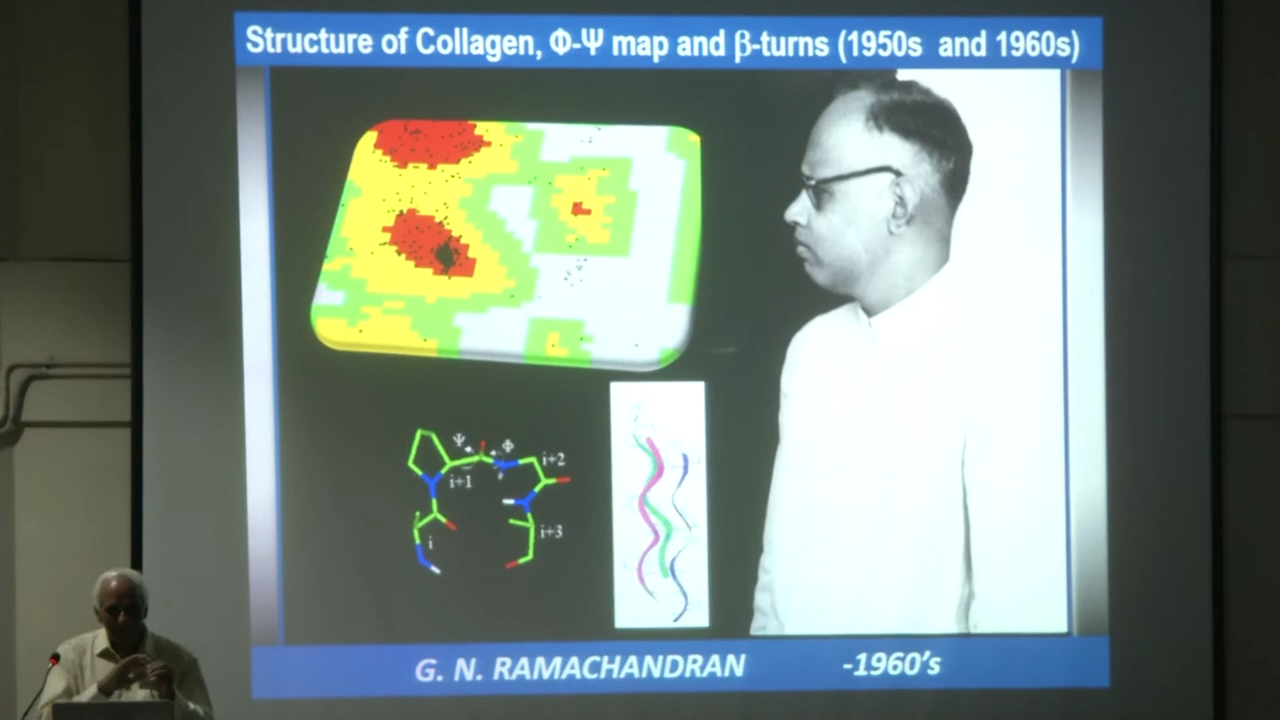 Structure of Collagen, Φ-Ψ map and β-turns (1950s and 1960s)
Ψ
Φ
i+1
i+2
i
i+3
G. N. RAMACHANDRAN -1960's